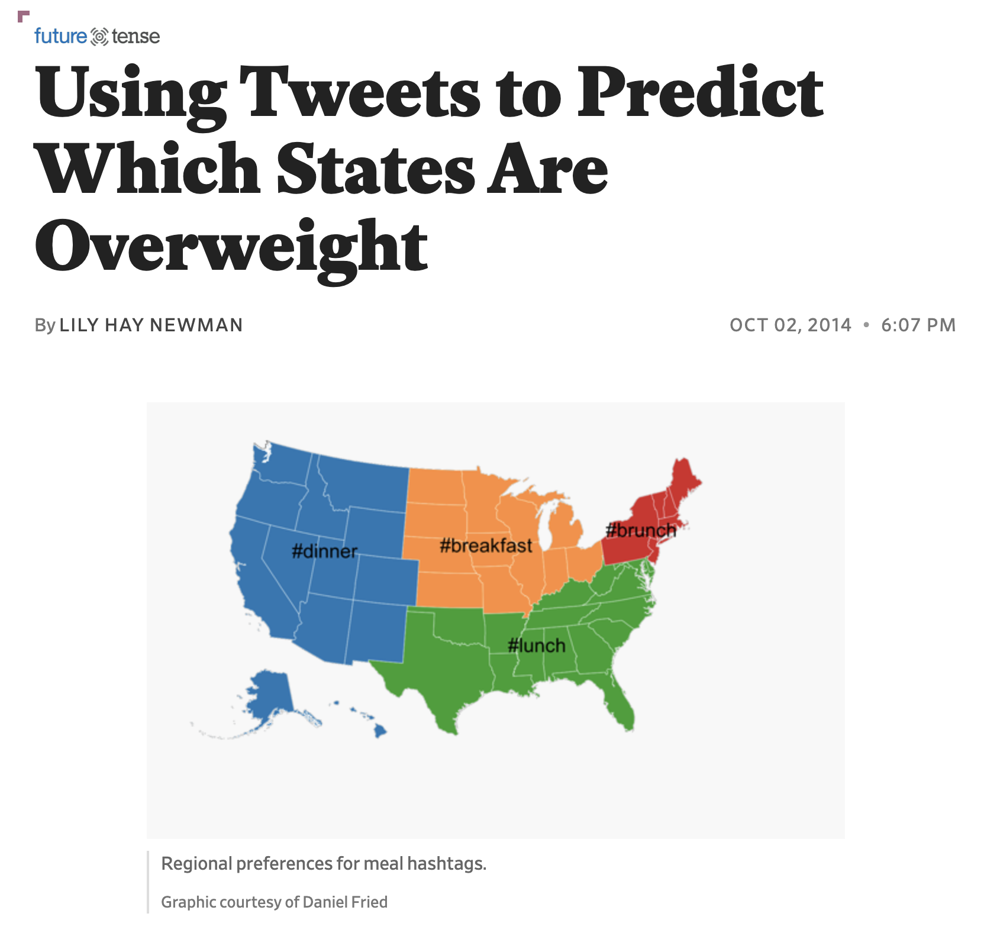 future tense
Using Tweets to Predict
Which States Are
Overweight
By LILY HAY NEWMAN
OCT 02, 2014 • 6:07 PM
#brunch
#breakfast
#dinner
#lunch
Regional preferences for meal hashtags.
Graphic courtesy of Daniel Fried